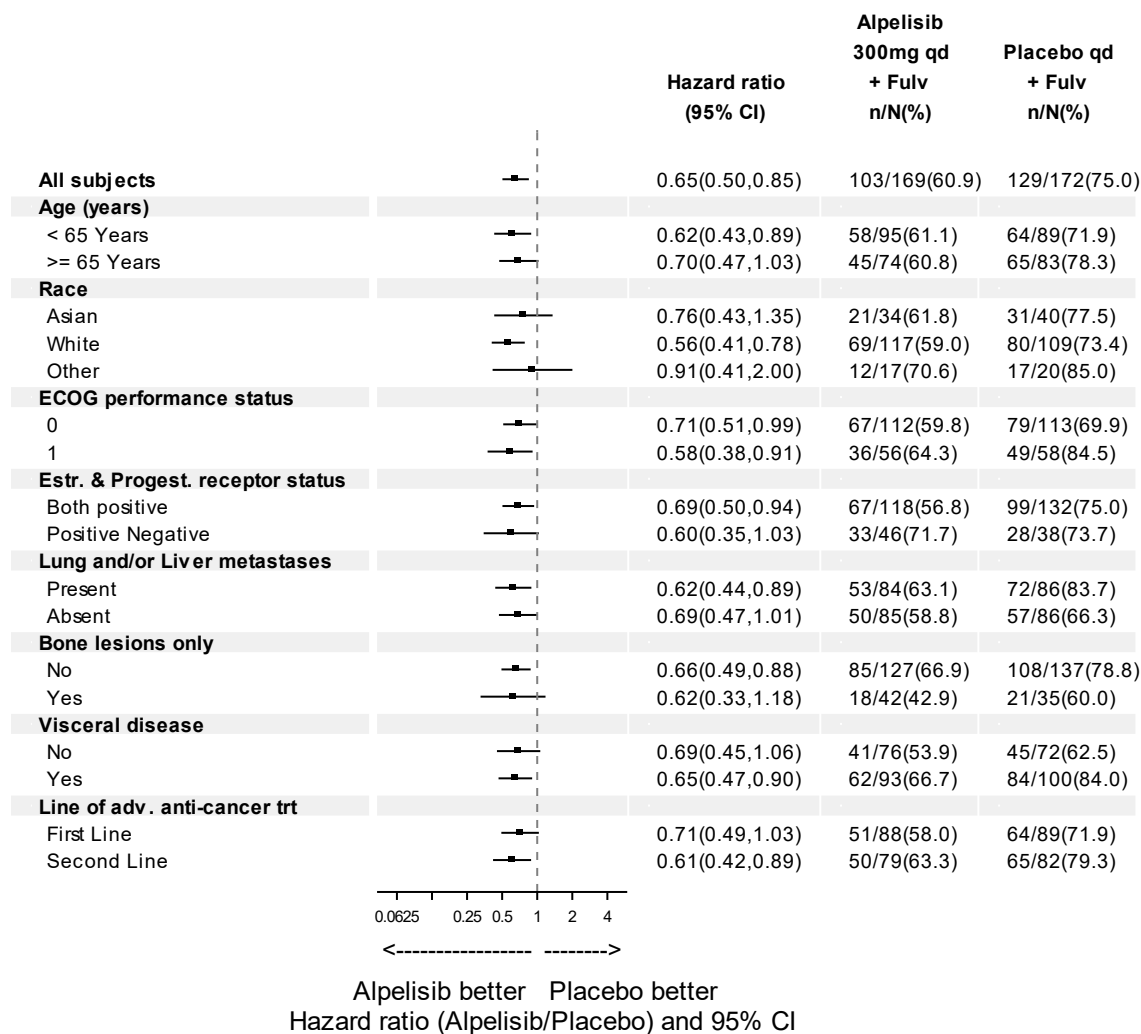 Alpelisib
300mg qd Placebo qd
Hazard ratio + Fulv + Fulv
(95% CI) n/N(%) n/N(%)
All subjects 0.65(0.50,0.85) 103/169(60.9) 129/172(75.0)
Age (years)
< 65 Years 0.62(0.43,0.89) 58/95(61.1) 64/89(71.9)
>= 65 Years 0.70(0.47,1.03) 45/74(60.8) 65/83(78.3)
Race
Asian 0.76(0.43,1.35) 21/34(61.8) 31/40(77.5)
White 0.56(0.41,0.78) 69/117(59.0) 80/109(73.4)
Other 0.91(0.41,2.00) 12/17(70.6) 17/20(85.0)
ECOG performance status
0 0.71(0.51,0.99) 67/112(59.8) 79/113(69.9)
1 0.58(0.38,0.91) 36/56(64.3) 49/58(84.5)
Estr. & Progest. receptor status
Both positive 0.69(0.50,0.94) 67/118(56.8) 99/132(75.0)
Positive Negative 0.60(0.35,1.03) 33/46(71.7) 28/38(73.7)
Lung and/or Liver metastases
Present 0.62(0.44,0.89) 53/84(63.1) 72/86(83.7)
Absent 0.69(0.47,1.01) 50/85(58.8) 57/86(66.3)
Bone lesions only
No 0.66(0.49,0.88) 85/127(66.9) 108/137(78.8)
Yes 0.62(0.33,1.18) 18/42(42.9) 21/35(60.0)
Visceral disease
No 0.69(0.45,1.06) 41/76(53.9) 45/72(62.5)
Yes 0.65(0.47,0.90) 62/93(66.7) 84/100(84.0)
Line of adv. anti-cancer trt
First Line 0.71(0.49,1.03) 51/88(58.0) 64/89(71.9)
Second Line 0.61(0.42,0.89) 50/79(63.3) 65/82(79.3)
0.0625 0.25 0.5 1 2 4
<-------------- -------->
Alpelisib better Placebo better
Hazard ratio (Alpelisib/Placebo) and 95% CI